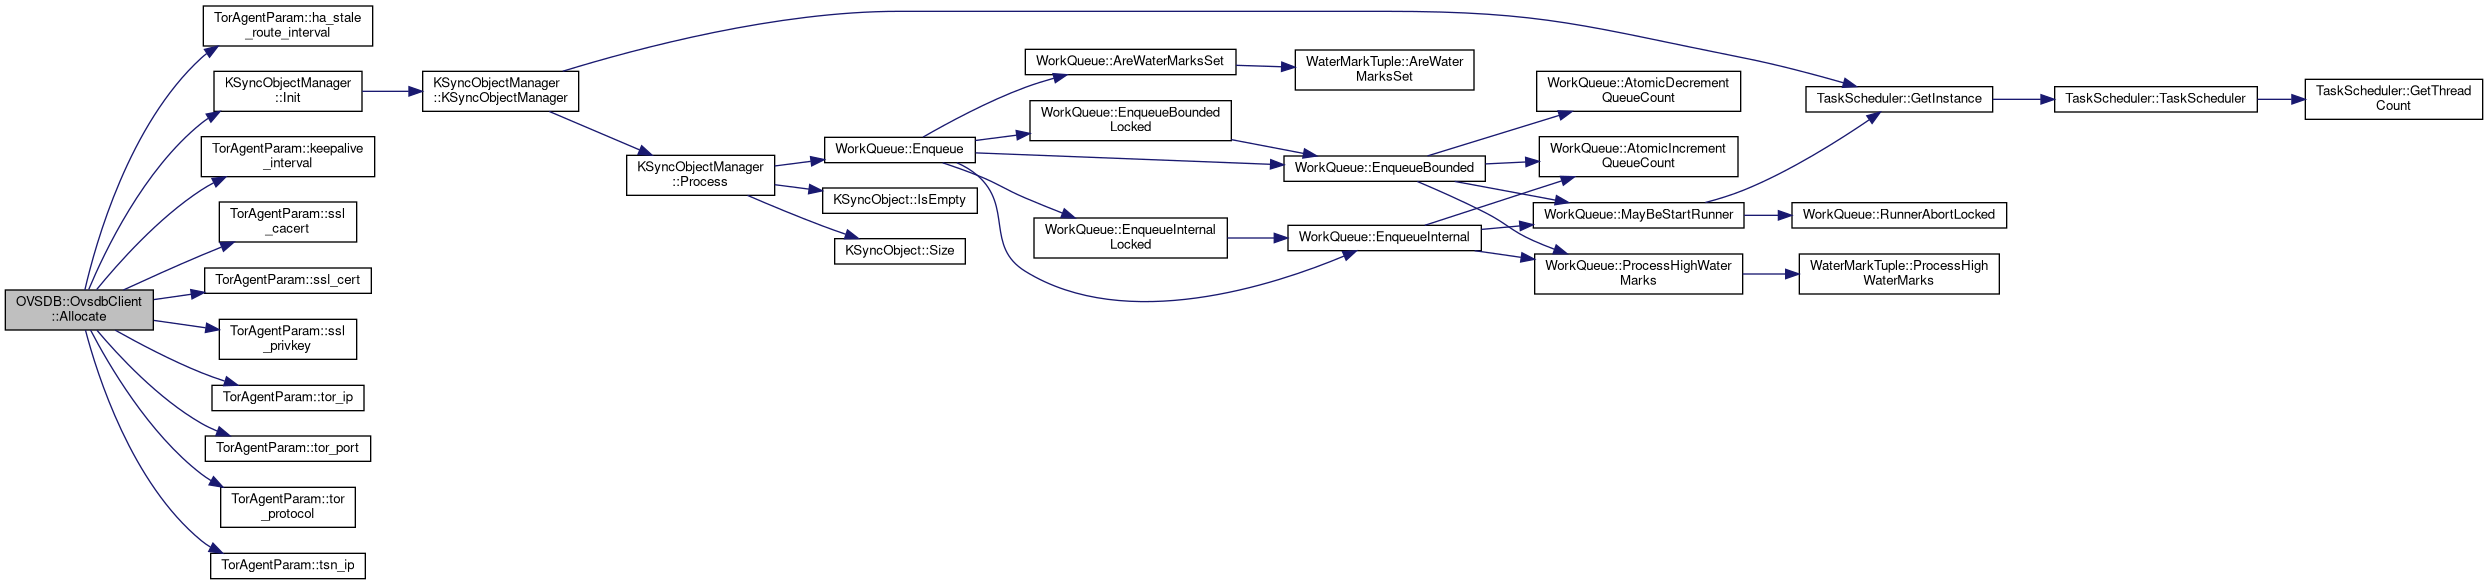 OVSDB::OvsdbClient
::Allocate
TorAgentParam::ha_stale
_route_interval
KSyncObjectManager
::Init
TorAgentParam::keepalive
_interval
TorAgentParam::ssl
_cacert
TorAgentParam::ssl_cert
TorAgentParam::ssl
_privkey
TorAgentParam::tor_ip
TorAgentParam::tor_port
TorAgentParam::tor
_protocol
TorAgentParam::tsn_ip
KSyncObjectManager
::KSyncObjectManager
KSyncObjectManager
::Process
WorkQueue::Enqueue
KSyncObject::IsEmpty
KSyncObject::Size
WorkQueue::AreWaterMarksSet
WorkQueue::EnqueueBounded
Locked
WorkQueue::EnqueueInternal
Locked
WaterMarkTuple::AreWater
MarksSet
WorkQueue::EnqueueBounded
WorkQueue::EnqueueInternal
WorkQueue::AtomicDecrement
QueueCount
WorkQueue::AtomicIncrement
QueueCount
WorkQueue::MayBeStartRunner
WorkQueue::ProcessHighWater
Marks
TaskScheduler::GetInstance
WorkQueue::RunnerAbortLocked
WaterMarkTuple::ProcessHigh
WaterMarks
TaskScheduler::TaskScheduler
TaskScheduler::GetThread
Count